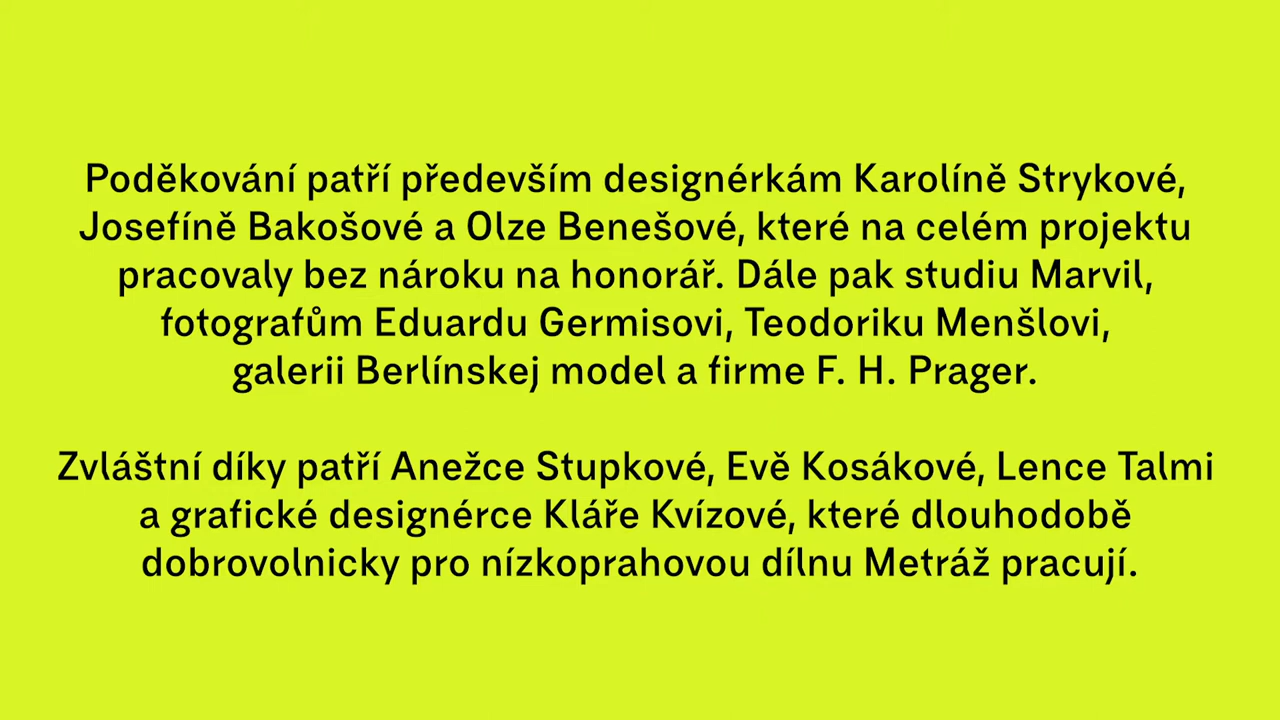 Poděkování patří především designérkám Karolíně Strykové,
Josefíně Bakošové a Olze Benešové, které na celém projektu
pracovaly bez nároku na honorář. Dále pak studiu Marvil,
fotografům Eduardu Germisovi, Teodoriku Menšlovi,
galerii Berlínskej model a firme F. H. Prager.
Zvláštní díky patří Anežce Stupkové, Evě Kosákové, Lence Talmi
a grafické designérce Kláře Kvízové, které dlouhodobě
dobrovolnicky pro nízkoprahovou dílnu Metráž pracují.